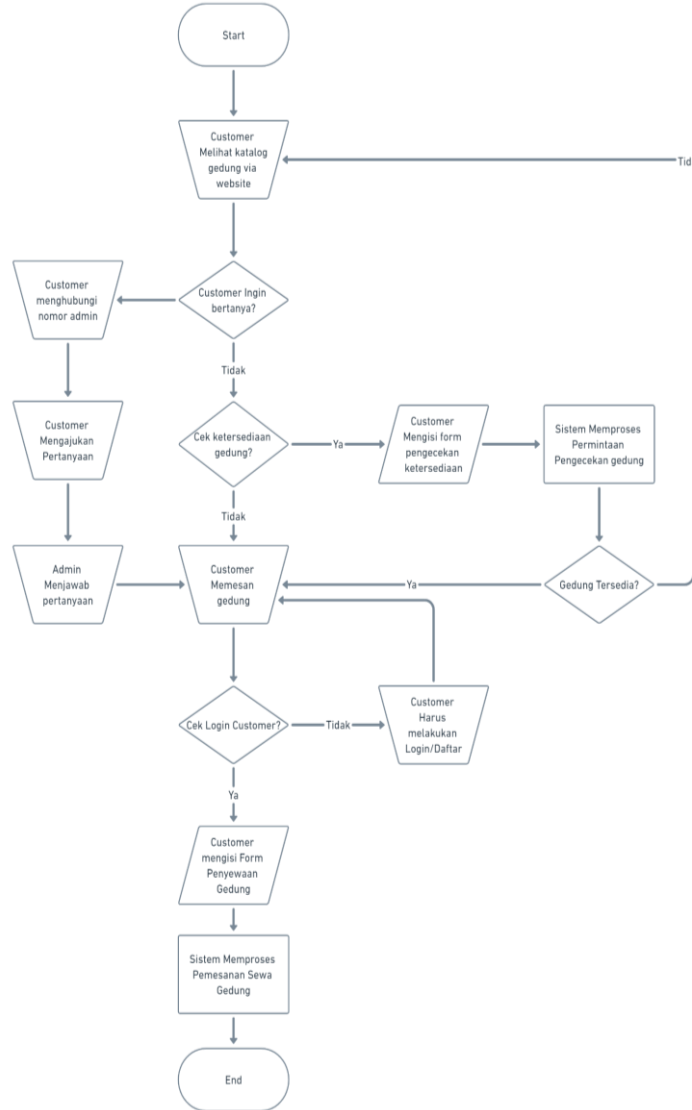 Start
Customer
Melihat katalog
gedung via
website
Tid
Customer
menghubungi
nomor admin
Customer Ingin
bertanya?
Tidak
Customer
Mengajukan
Pertanyaan
Cek ketersediaan
gedung?
Ya
Customer
Mengisi form
pengecekan
ketersediaan
Sistem Memproses
Permintaan
Pengecekan gedung
Tidak
Admin
Menjawab
pertanyaan
Customer
Memesan
gedung
Ya
Gedung Tersedia?
Cek Login Customer?
Tidak
Customer
Harus
melakukan
Login/Daftar
Ya
Customer
mengisi Form
Penyewaan
Gedung
Sistem Memproses
Pemesanan Sewa
Gedung
End